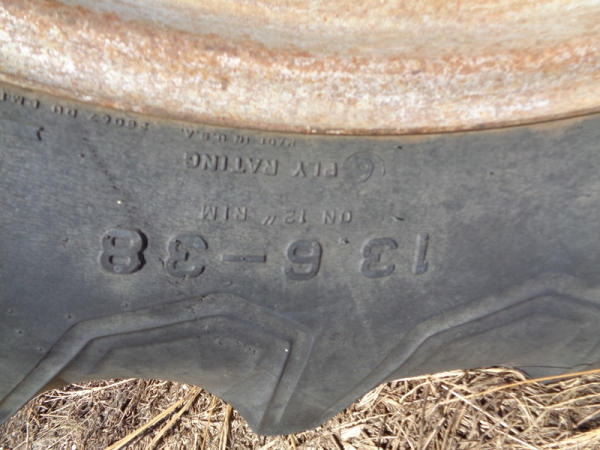 13.6-38
ON 12" RIM
6 PLY RATING
MADE IN U.S.A.